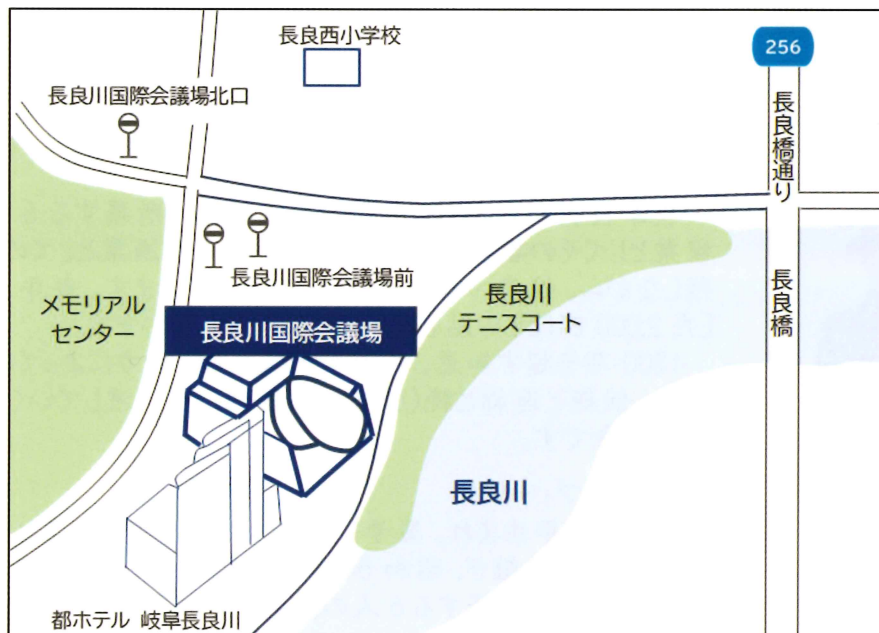 長良西小学校
256
長良川国際会議場北口
長良橋通り
長良川国際会議場前
長良橋
メモリアル
センター
長良川
テニスコート
長良川国際会議場
長良川
都ホテル 岐阜長良川